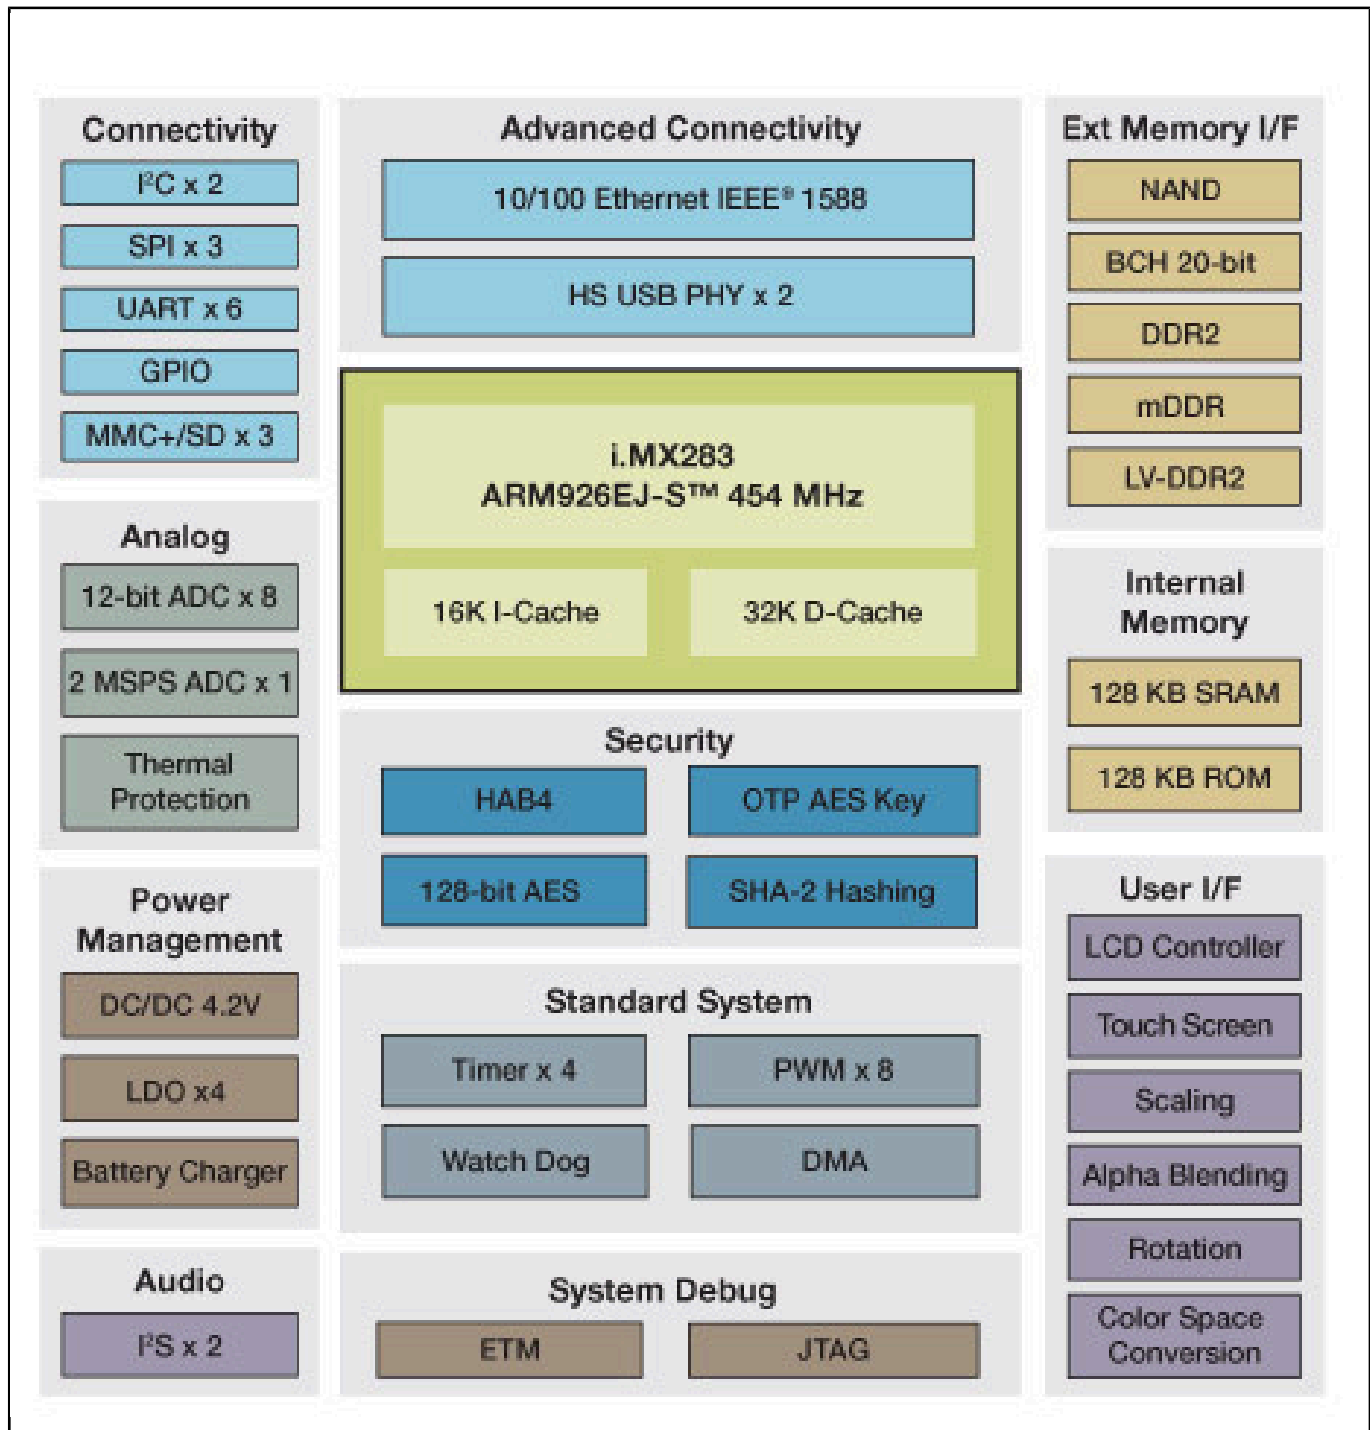 Connectivity
I²C x 2
SPI x 3
UART x 6
GPIO
MMC+/SD x 3
Analog
12-bit ADC x 8
2 MSPS ADC x 1
Thermal
Protection
Power
Management
DC/DC 4.2V
LDO x4
Battery Charger
Audio
I²S x 2
Advanced Connectivity
10/100 Ethernet IEEE® 1588
HS USB PHY x 2
i.MX283
ARM926EJ-S™ 454 MHz
16K I-Cache
32K D-Cache
Security
HAB4
OTP AES Key
128-bit AES
SHA-2 Hashing
Standard System
Timer x 4
PWM x 8
Watch Dog
DMA
System Debug
ETM
JTAG
Ext Memory I/F
NAND
BCH 20-bit
DDR2
mDDR
LV-DDR2
Internal
Memory
128 KB SRAM
128 KB ROM
User I/F
LCD Controller
Touch Screen
Scaling
Alpha Blending
Rotation
Color Space
Conversion